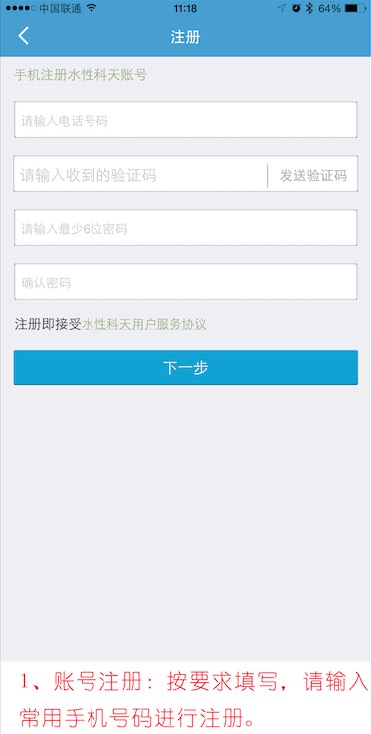 中国联通 11:18 64%
注册
手机注册水性科天账号
请输入电话号码
请输入收到的验证码 发送验证码
请输入最少6位密码
确认密码
注册即接受水性科天用户服务协议
下一步
1、账号注册：按要求填写，请输入
常用手机号码进行注册。